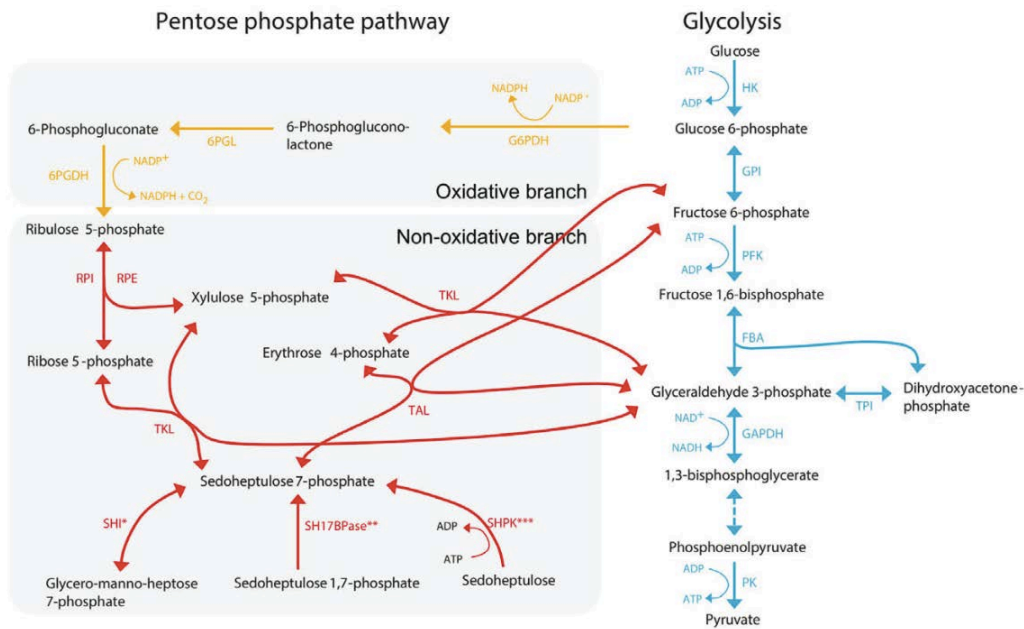 Pentose phosphate pathway
Glycolysis
Glucose
ATP
HK
ADP
NADPH
NADP+
6-Phosphogluconate
6PGL
6-Phosphoglucono-
lactone
G6PDH
Glucose 6-phosphate
6PGDH
NADP+
NADPH + CO2
GPI
Oxidative branch
Ribulose 5-phosphate
Non-oxidative branch
Fructose 6-phosphate
ATP
PFK
ADP
RPI
RPE
Xylulose 5-phosphate
TKL
Fructose 1,6-bisphosphate
FBA
Ribose 5-phosphate
Erythrose 4-phosphate
TAL
Glyceraldehyde 3-phosphate
TPI
Dihydroxyacetone-
phosphate
TKL
NAD+
GAPDH
NADH
Sedoheptulose 7-phosphate
1,3-bisphosphoglycerate
SHI*
SH17BPase**
ADP
SHPK***
ATP
Phosphoenolpyruvate
Glycero-manno-heptose
7-phosphate
Sedoheptulose 1,7-phosphate
Sedoheptulose
ADP
PK
ATP
Pyruvate